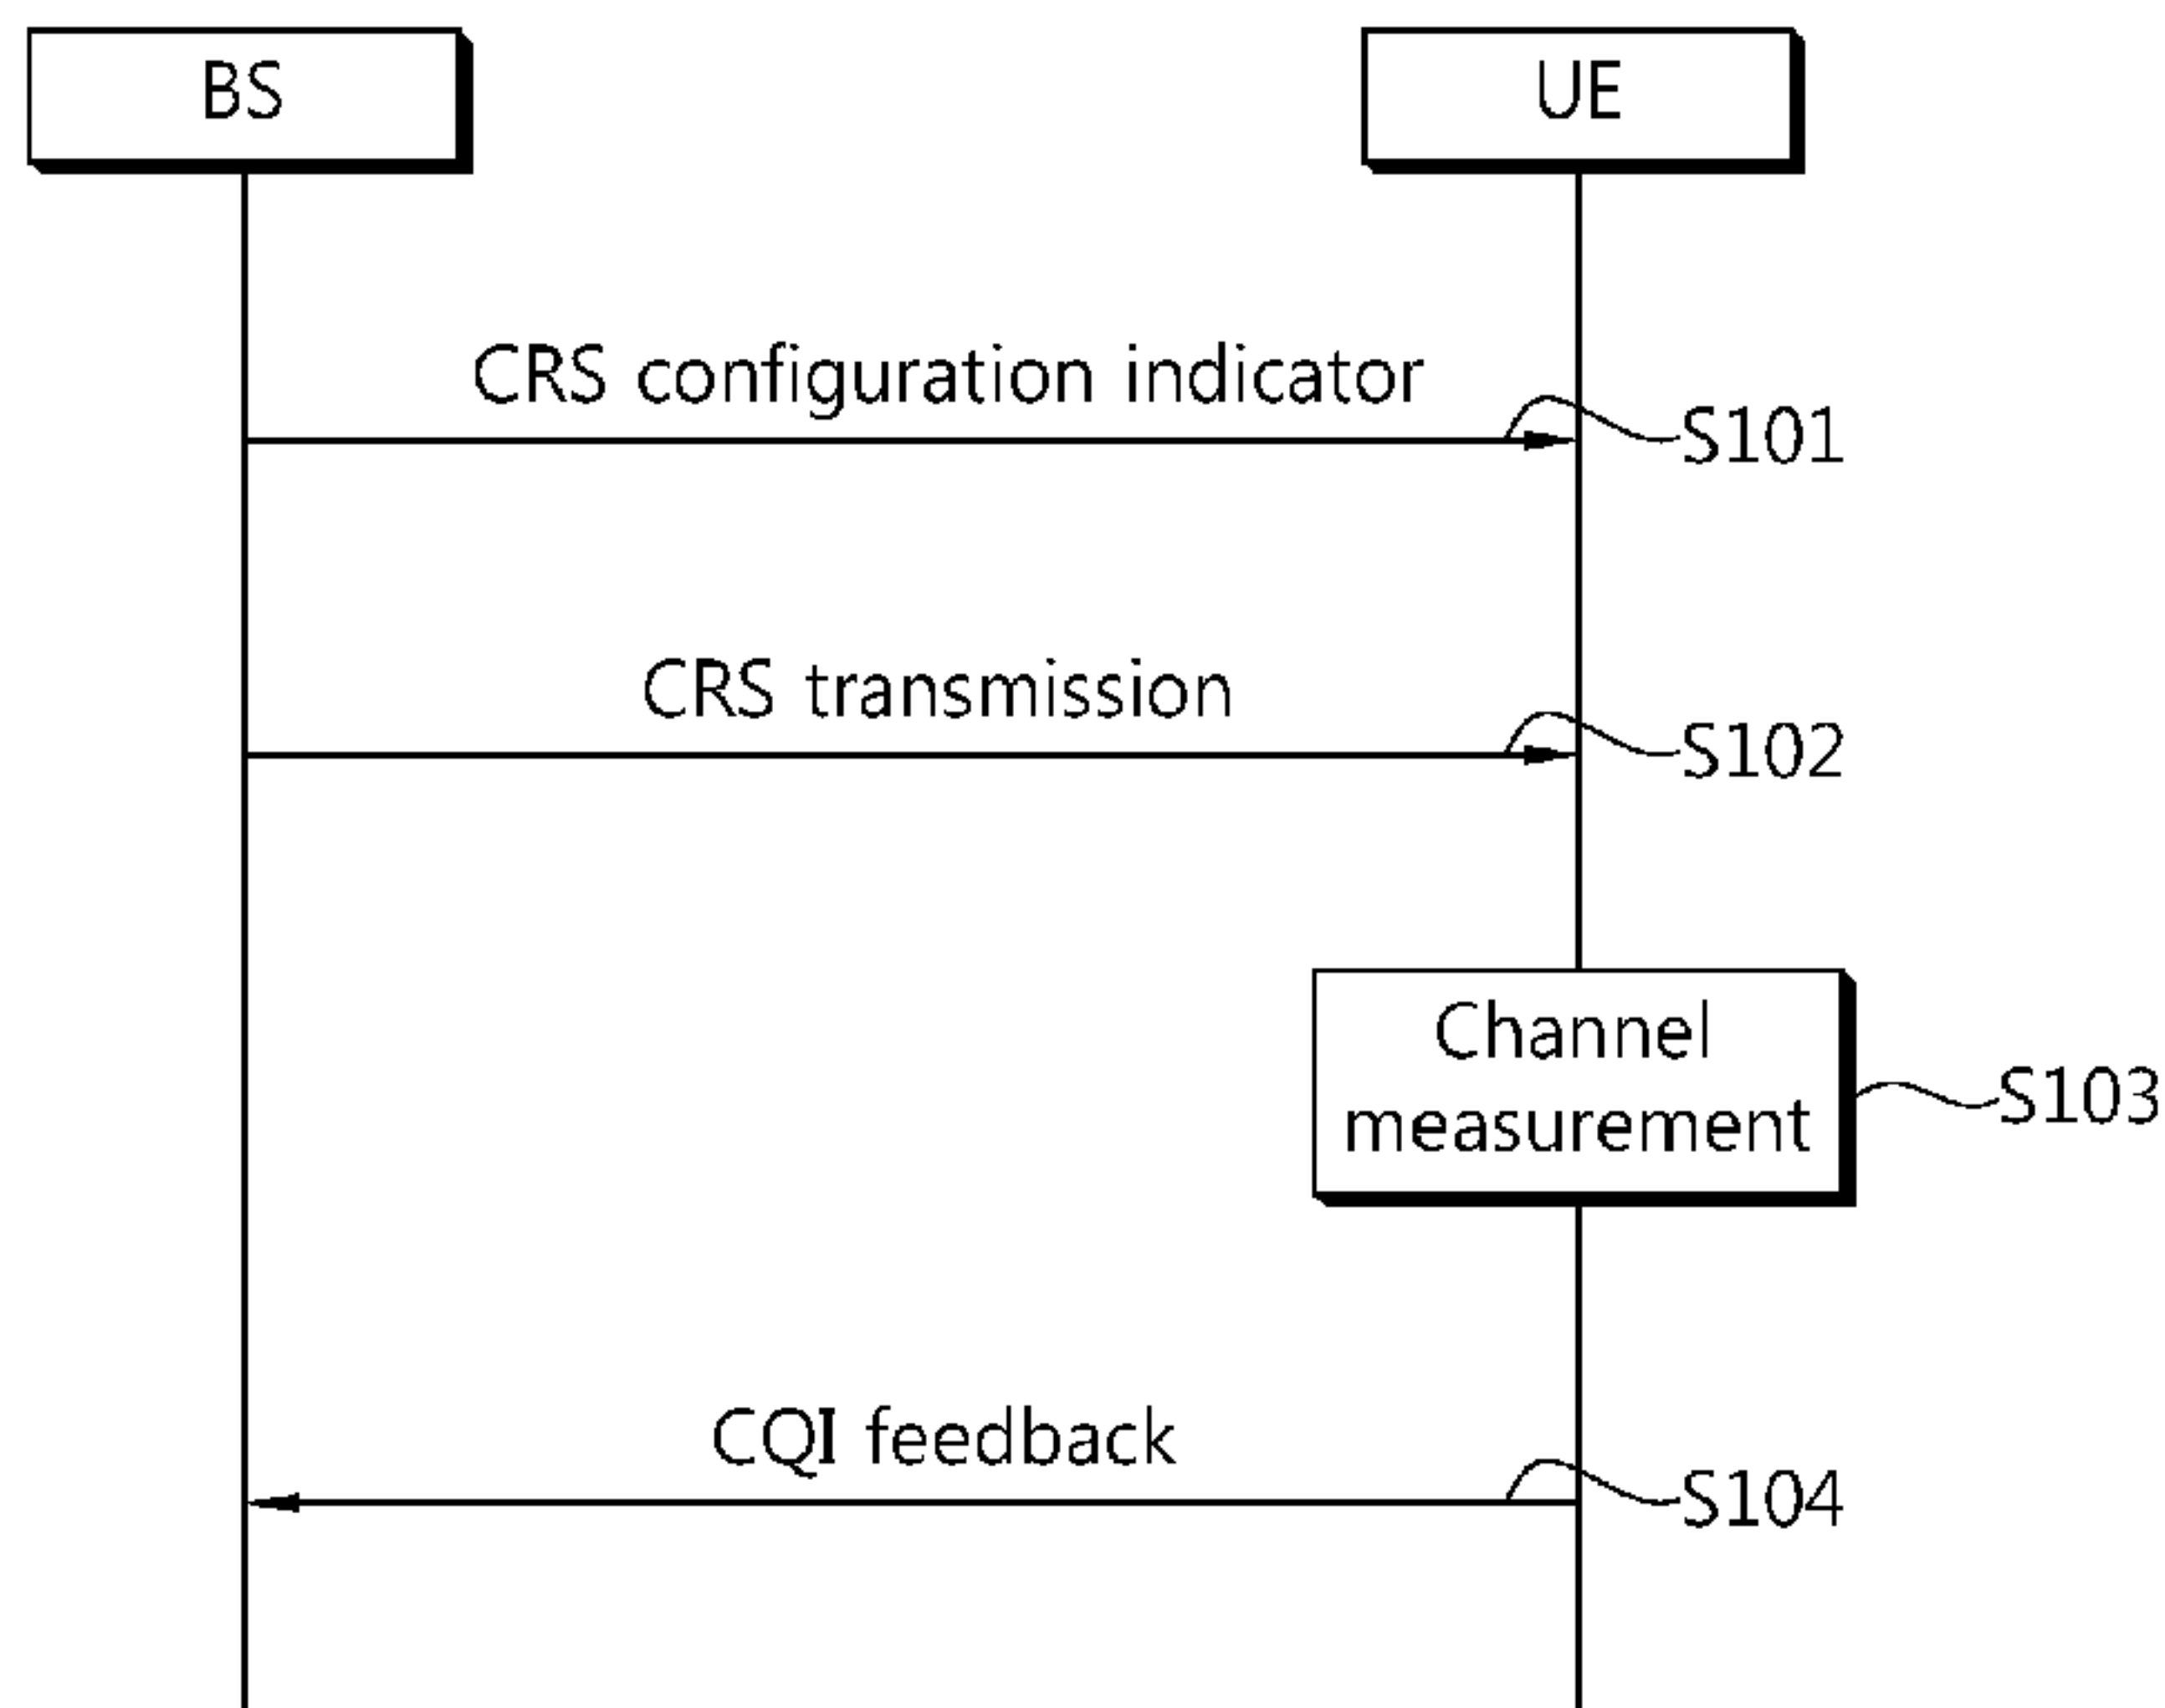 BS
UE
CRS configuration indicator
S101
CRS transmission
S102
Channel
measurement
S103
CQI feedback
S104